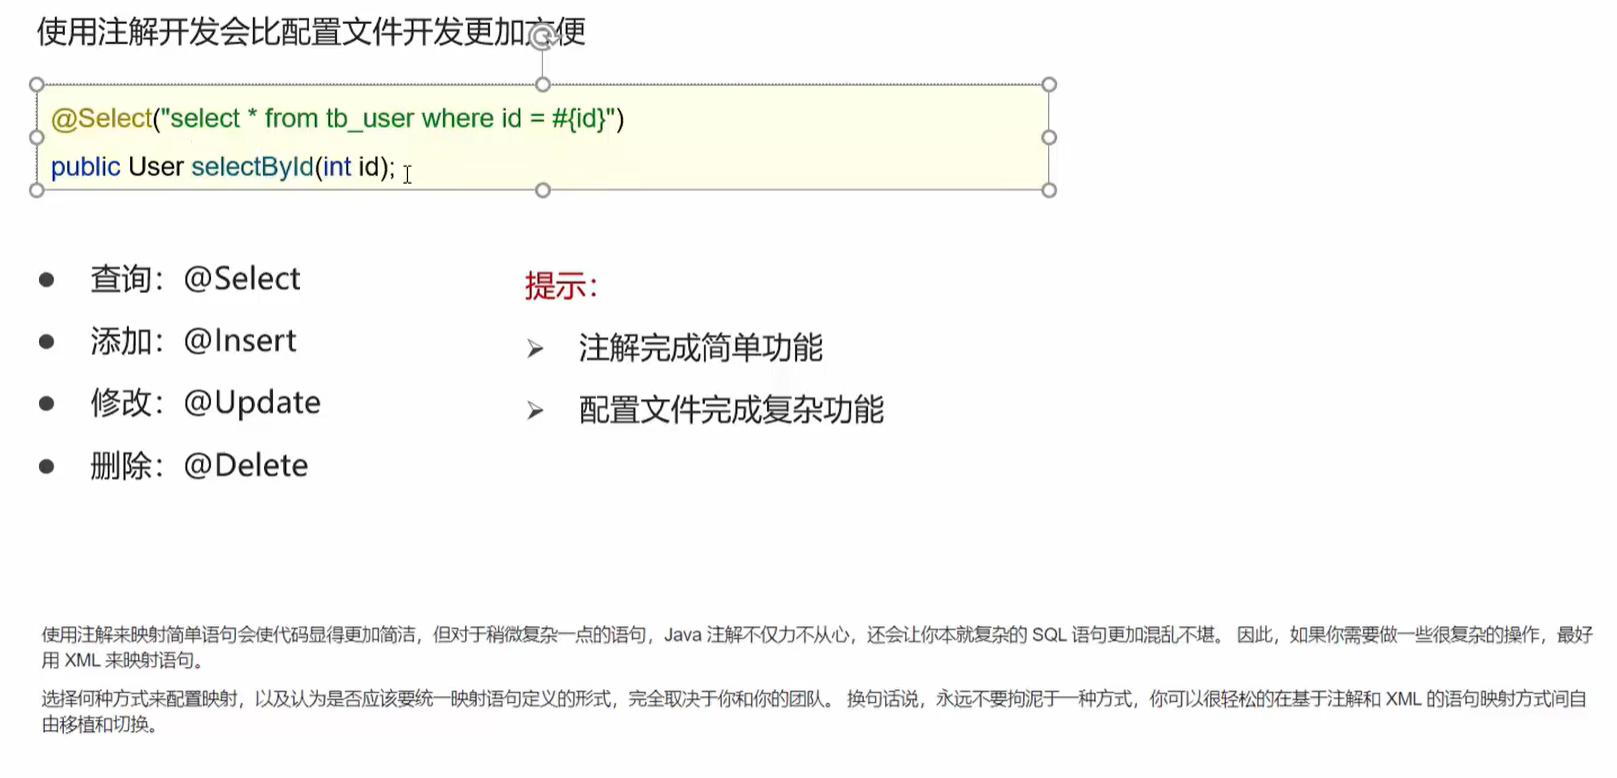 使用注解开发会比配置文件开发更加方便
@Select("select * from tb_user where id = #{id}")
public User selectById(int id);
查询：@Select
添加：@Insert
修改：@Update
删除：@Delete
提示：
注解完成简单功能
配置文件完成复杂功能
使用注解来映射简单语句会使代码显得更加简洁，但对于稍微复杂一点的语句，Java 注解不仅力不从心，还会让你本就复杂的 SQL 语句更加混乱不堪。 因此，如果你需要做一些很复杂的操作，最好
用 XML 来映射语句。
选择何种方式来配置映射，以及认为是否应该要统一映射语句定义的形式，完全取决于你和你的团队。 换句话说，永远不要拘泥于一种方式，你可以很轻松的在基于注解和 XML 的语句映射方式间自
由移植和切换。